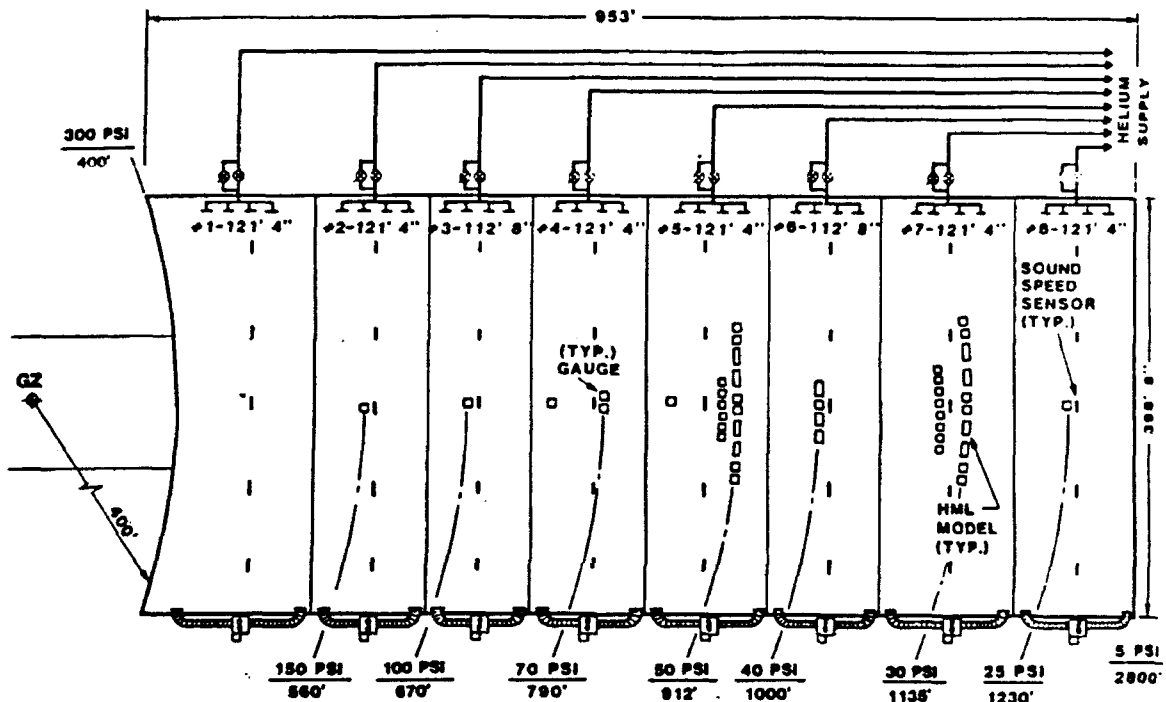 953'
HELIUM
SUPPLY
300 PSI
400'
#1-121' 4"
#2-121' 4"
#3-112' 8"
#4-121' 4"
#5-121' 4"
#6-112' 8"
#7-121' 4"
#8-121' 4"
SOUND
SPEED
SENSOR
(TYP.)
(TYP.)
GAUGE
GZ
400'
398' 8"
HML
MODEL
(TYP.)
150 PSI
560'
100 PSI
670'
70 PSI
790'
50 PSI
912'
40 PSI
1000'
30 PSI
1135'
25 PSI
1230'
5 PSI
2800'